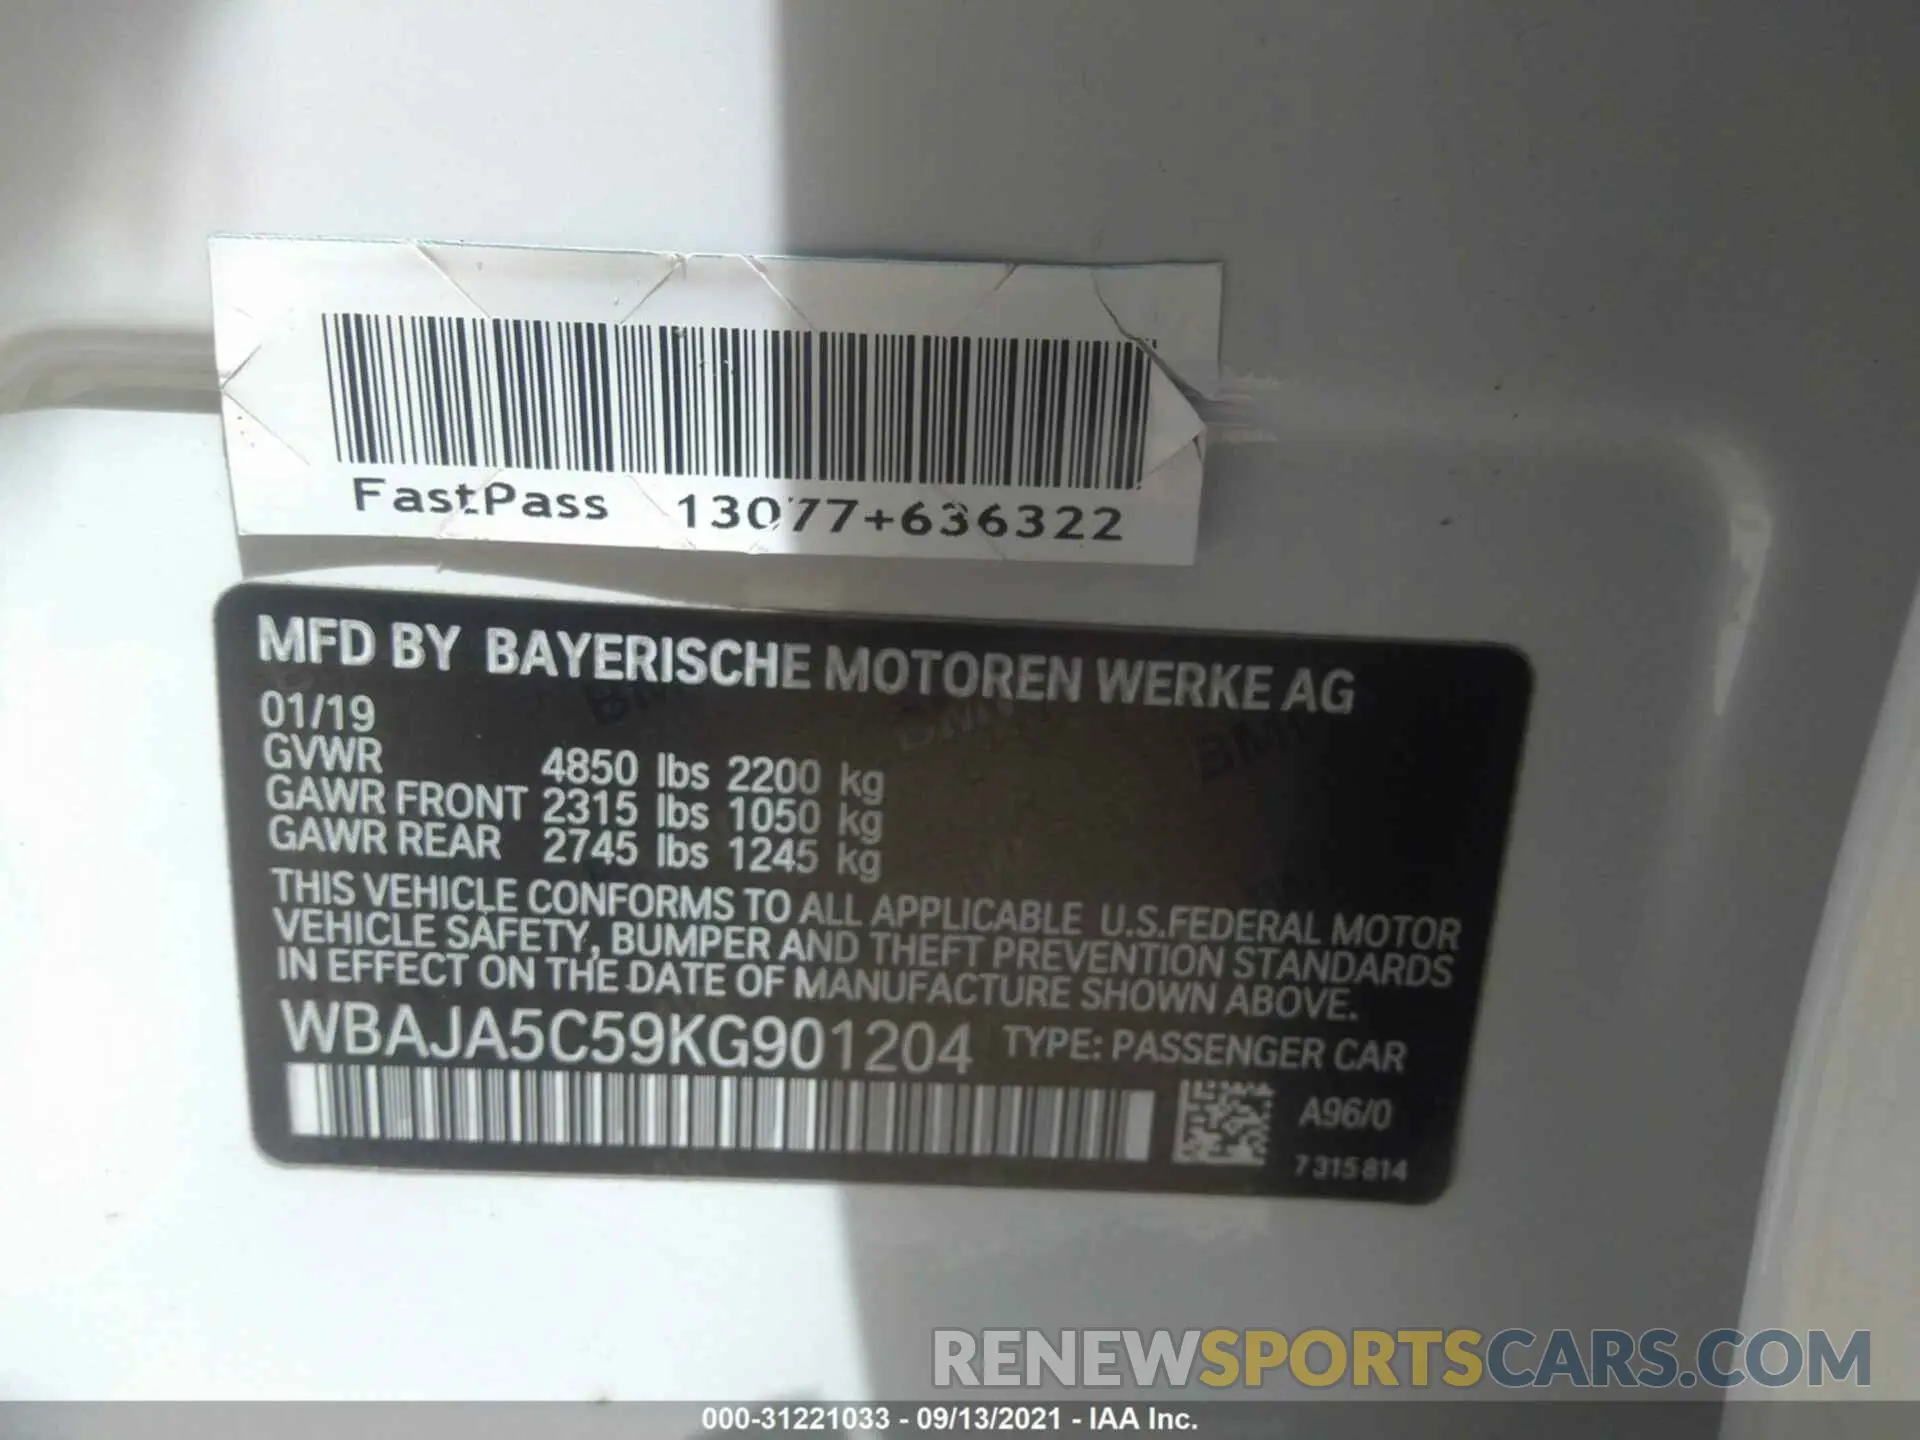 FastPass 13077+636322
MFD BY BAYERISCHE MOTOREN WERKE AG
01/19
GVWR 4850 lbs 2200 kg
GAWR FRONT 2315 lbs 1050 kg
GAWR REAR 2745 lbs 1245 kg
THIS VEHICLE CONFORMS TO ALL APPLICABLE U.S.FEDERAL MOTOR
VEHICLE SAFETY, BUMPER AND THEFT PREVENTION STANDARDS
IN EFFECT ON THE DATE OF MANUFACTURE SHOWN ABOVE.
WBAJA5C59KG901204 TYPE: PASSENGER CAR
A96/0
7 315 814
RENEWSPORTSCARS.COM
000-31221033 - 09/13/2021 - IAA Inc.